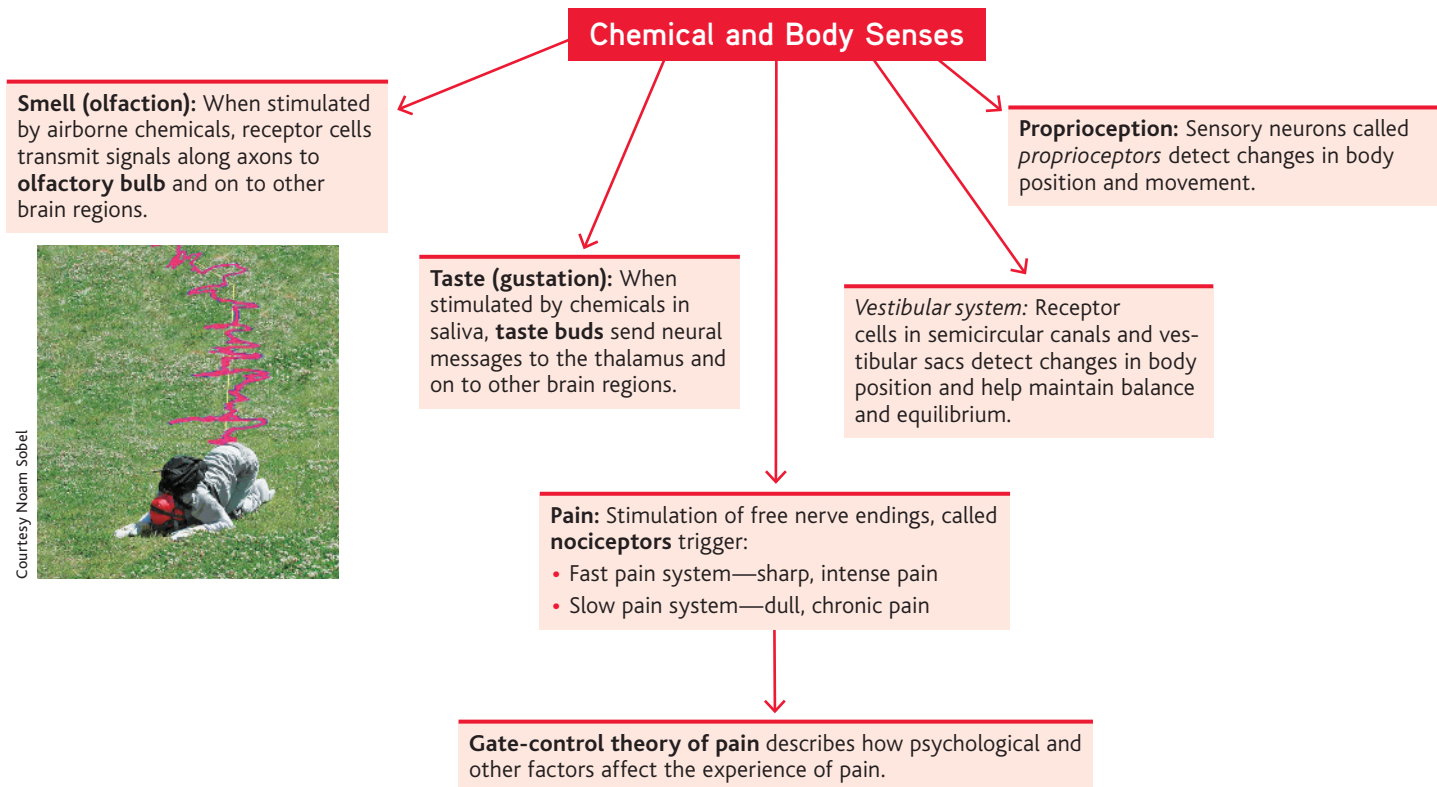 Chemical and Body Senses
Smell (olfaction): When stimulated
by airborne chemicals, receptor cells
transmit signals along axons to
olfactory bulb and on to other
brain regions.
Courtesy Noam Sobel
Taste (gustation): When
stimulated by chemicals in
saliva, taste buds send neural
messages to the thalamus and
on to other brain regions.
Pain: Stimulation of free nerve endings, called
nociceptors trigger:
• Fast pain system—sharp, intense pain
• Slow pain system—dull, chronic pain
Gate-control theory of pain describes how psychological and
other factors affect the experience of pain.
Vestibular system: Receptor
cells in semicircular canals and ves-
tibular sacs detect changes in body
position and help maintain balance
and equilibrium.
Proprioception: Sensory neurons called
proprioceptors detect changes in body
position and movement.